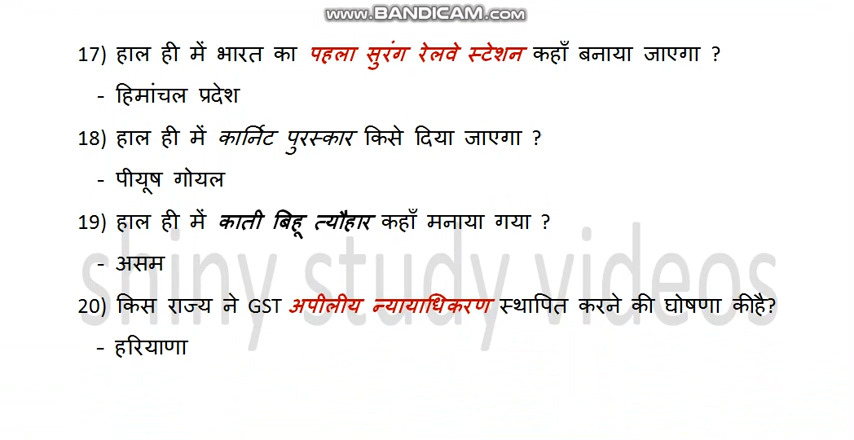 www.BANDICAM.com
17) हाल ही में भारत का पहला सुरंग रेलवे स्टेशन कहाँ बनाया जाएगा ?
- हिमांचल प्रदेश
18) हाल ही में कार्निट पुरस्कार किसे दिया जाएगा ?
- पीयूष गोयल
19) हाल ही में काती बिहू त्यौहार कहाँ मनाया गया ?
shiny study videos
- असम
20) किस राज्य ने GST अपीलीय न्यायाधिकरण स्थापित करने की घोषणा कीहै?
- हरियाणा